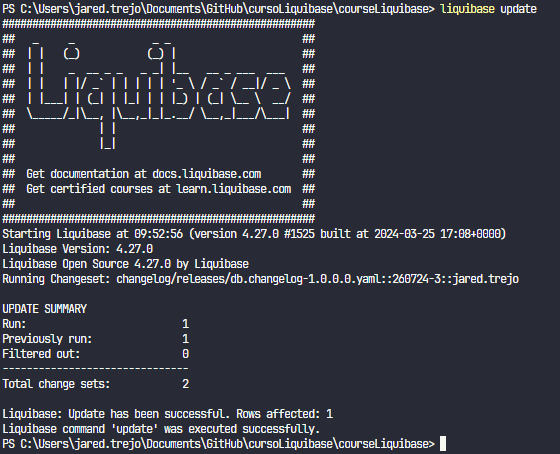 PS C:\Users\jared.trejo\Documents\GitHub\cursoLiquibase\courseLiquibase> liquibase update
####################################################
##   _     _             _ _                      ##
##  | |   (_)           (_) |                     ##
##  | |    _  __ _ _   _ _| |__   __ _ ___  ___   ##
##  | |   | |/ _` | | | | | '_ \ / _` / __|/ _ \  ##
##  | |___| | (_| | |_| | | |_) | (_| \__ \  __/  ##
##  \_____/_|\__, |\__,_|_|_.__/ \__,_|___/\___|  ##
##              | |                               ##
##              |_|                               ##
##                                                ##
##  Get documentation at docs.liquibase.com       ##
##  Get certified courses at learn.liquibase.com  ##
##                                                ##
####################################################
Starting Liquibase at 09:52:56 (version 4.27.0 #1525 built at 2024-03-25 17:08+0000)
Liquibase Version: 4.27.0
Liquibase Open Source 4.27.0 by Liquibase
Running Changeset: changelog/releases/db.changelog-1.0.0.0.yaml::260724-3::jared.trejo
UPDATE SUMMARY
Run:                          1
Previously run:               1
Filtered out:                 0
-------------------------------
Total change sets:            2
Liquibase: Update has been successful. Rows affected: 1
Liquibase command 'update' was executed successfully.
PS C:\Users\jared.trejo\Documents\GitHub\cursoLiquibase\courseLiquibase>